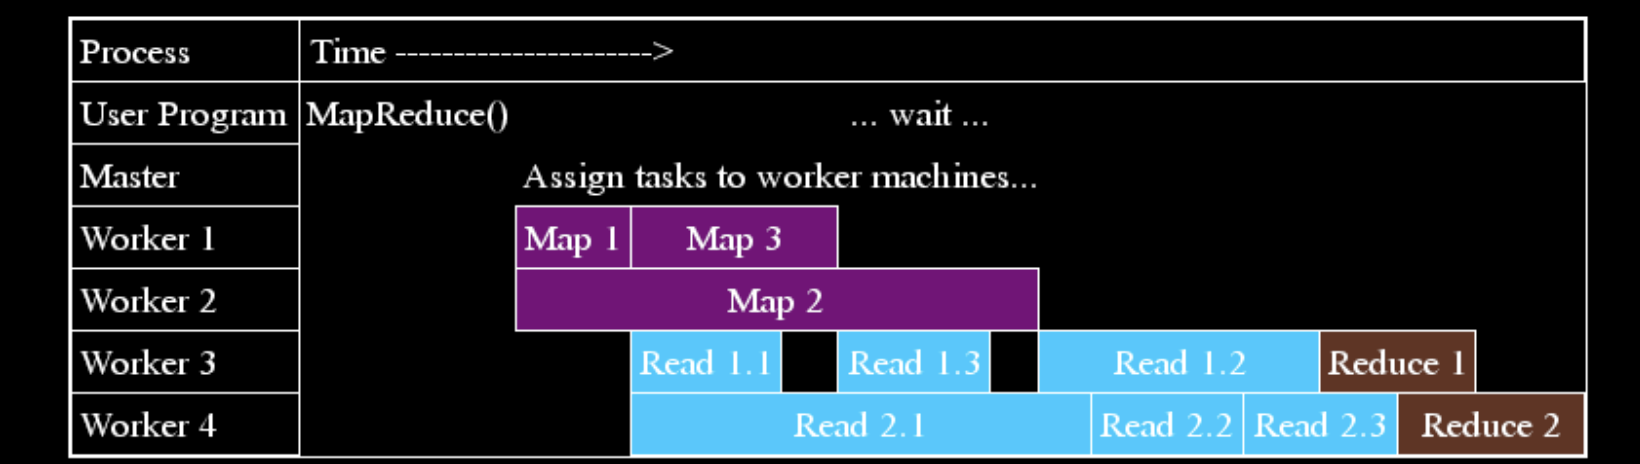 Process Time ---------------------->
User Program MapReduce() ... wait ...
Master Assign tasks to worker machines...
Worker 1 Map 1 Map 3
Worker 2 Map 2
Worker 3 Read 1.1 Read 1.3 Read 1.2 Reduce 1
Worker 4 Read 2.1 Read 2.2 Read 2.3 Reduce 2